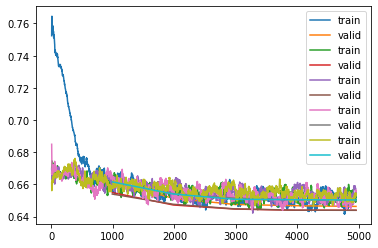 0.76
0.74
0.72
0.70
0.68
0.66
0.64
0
1000
2000
3000
4000
5000
train
valid
train
valid
train
valid
train
valid
train
valid